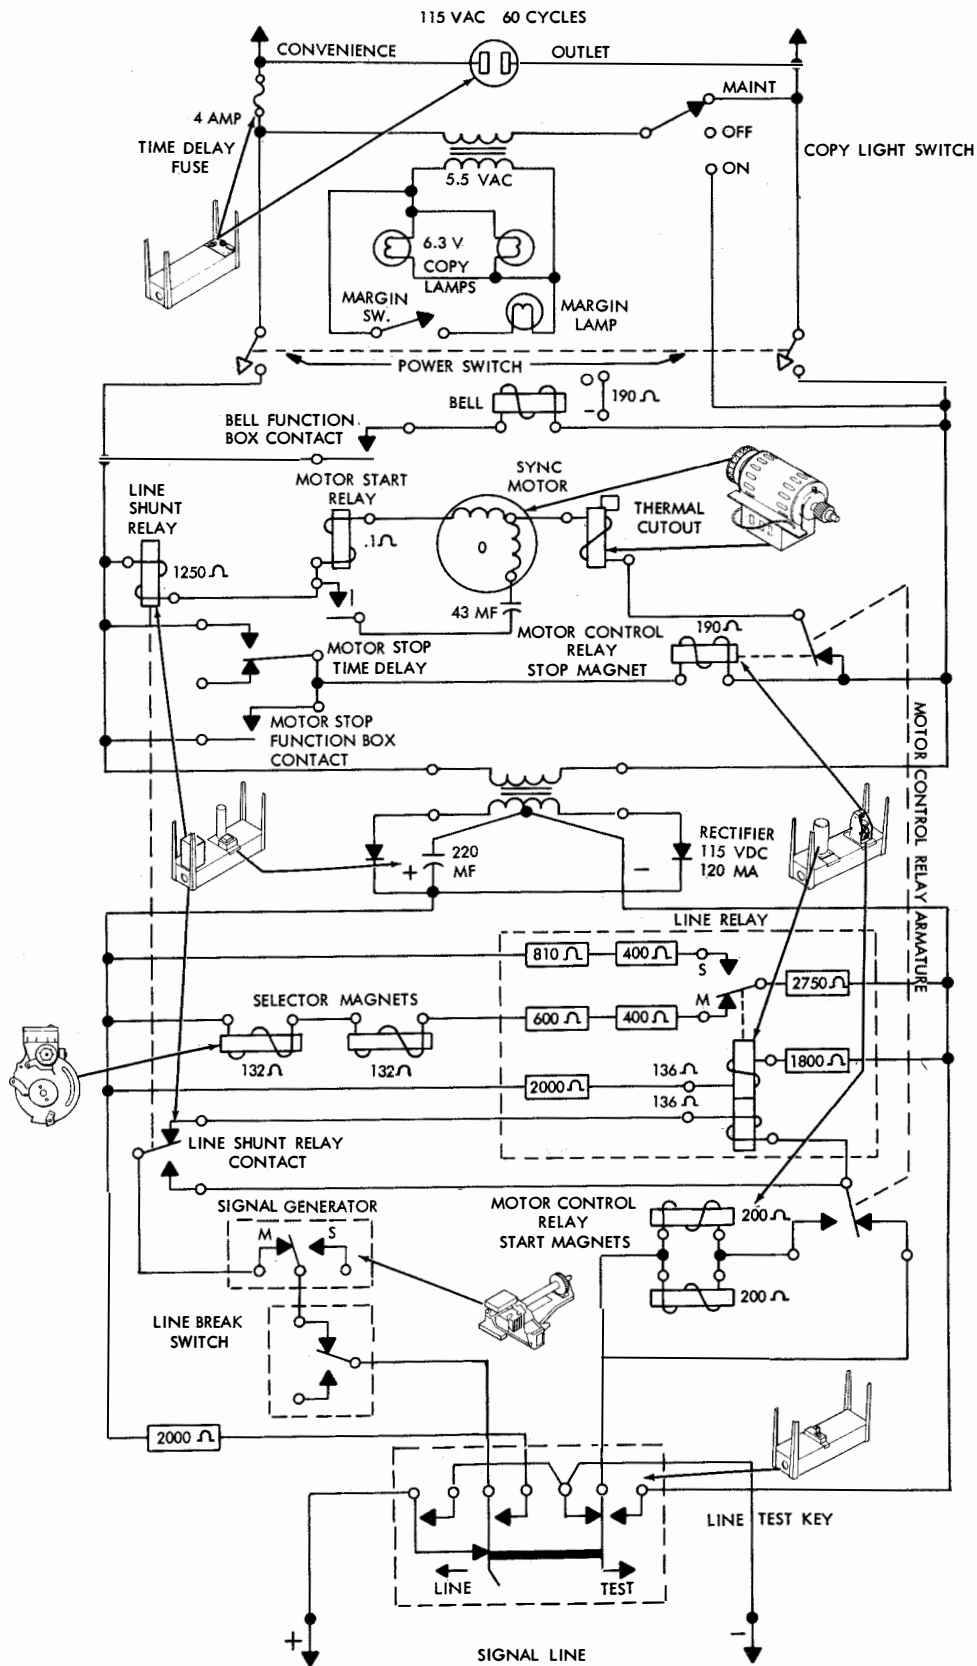 115 VAC 60 CYCLES
CONVENIENCE
OUTLET
MAINT
4 AMP
TIME DELAY
FUSE
OFF
COPY LIGHT SWITCH
ON
5.5 VAC
6.3 V
COPY
LAMPS
MARGIN
SW.
MARGIN
LAMP
POWER SWITCH
BELL
190 Ω
BELL FUNCTION
BOX CONTACT
LINE
SHUNT
RELAY
MOTOR START
RELAY
SYNC
MOTOR
THERMAL
CUTOUT
.1Ω
0
1250 Ω
43 MF
MOTOR CONTROL
RELAY
STOP MAGNET
190Ω
MOTOR STOP
TIME DELAY
MOTOR STOP
FUNCTION BOX
CONTACT
MOTOR CONTROL RELAY ARMATURE
220
MF
+
−
RECTIFIER
115 VDC
120 MA
LINE RELAY
810 Ω
400 Ω
S
2750 Ω
SELECTOR MAGNETS
M
600 Ω
400 Ω
132Ω
132Ω
136 Ω
1800 Ω
2000 Ω
136 Ω
LINE SHUNT RELAY
CONTACT
SIGNAL GENERATOR
M
S
MOTOR CONTROL
RELAY
START MAGNETS
200 Ω
200 Ω
LINE BREAK
SWITCH
2000 Ω
LINE TEST KEY
LINE
TEST
+
−
SIGNAL LINE